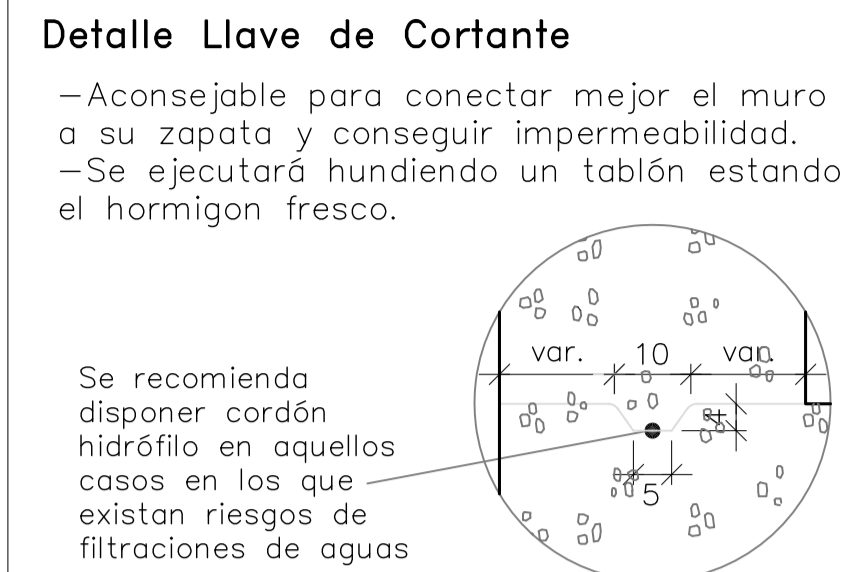 Detalle Llave de Cortante
-Aconsejable para conectar mejor el muro
a su zapata y conseguir impermeabilidad.
-Se ejecutará hundiendo un tablón estando
el hormigon fresco.
var.
10
var.
4
5
Se recomienda
disponer cordón
hidrófilo en aquellos
casos en los que
existan riesgos de
filtraciones de aguas